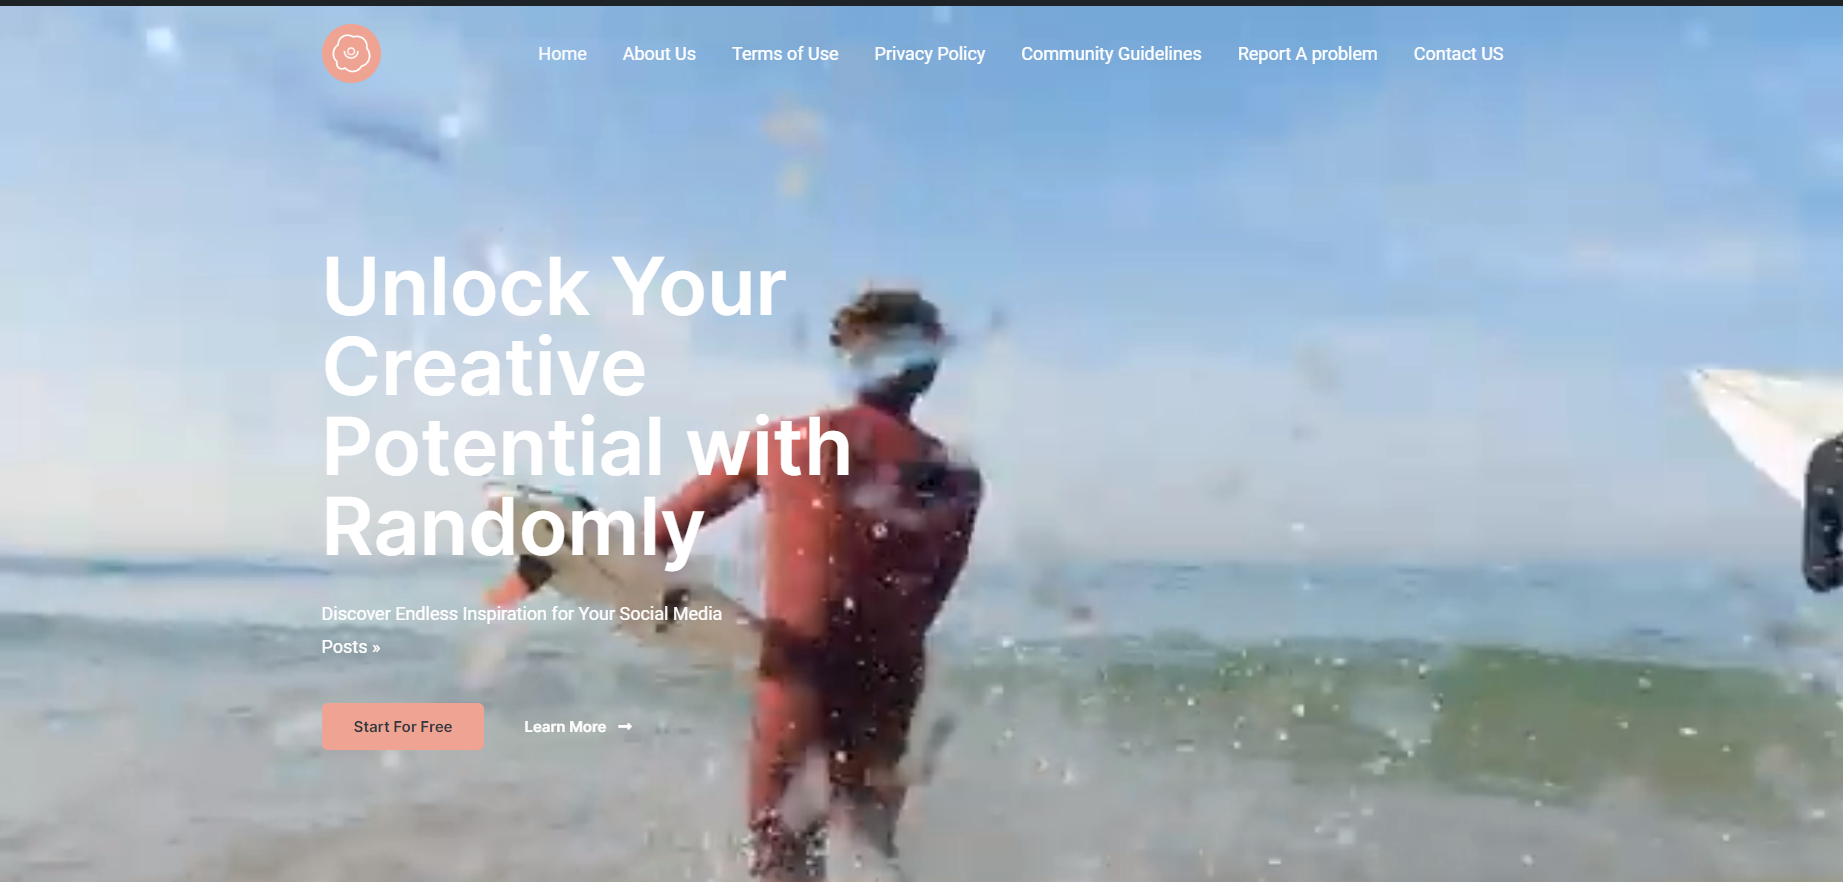 Home About Us Terms of Use Privacy Policy Community Guidelines Report A problem Contact US
Unlock Your
Creative
Potential with
Randomly
Discover Endless Inspiration for Your Social Media
Posts »
Start For Free Learn More →